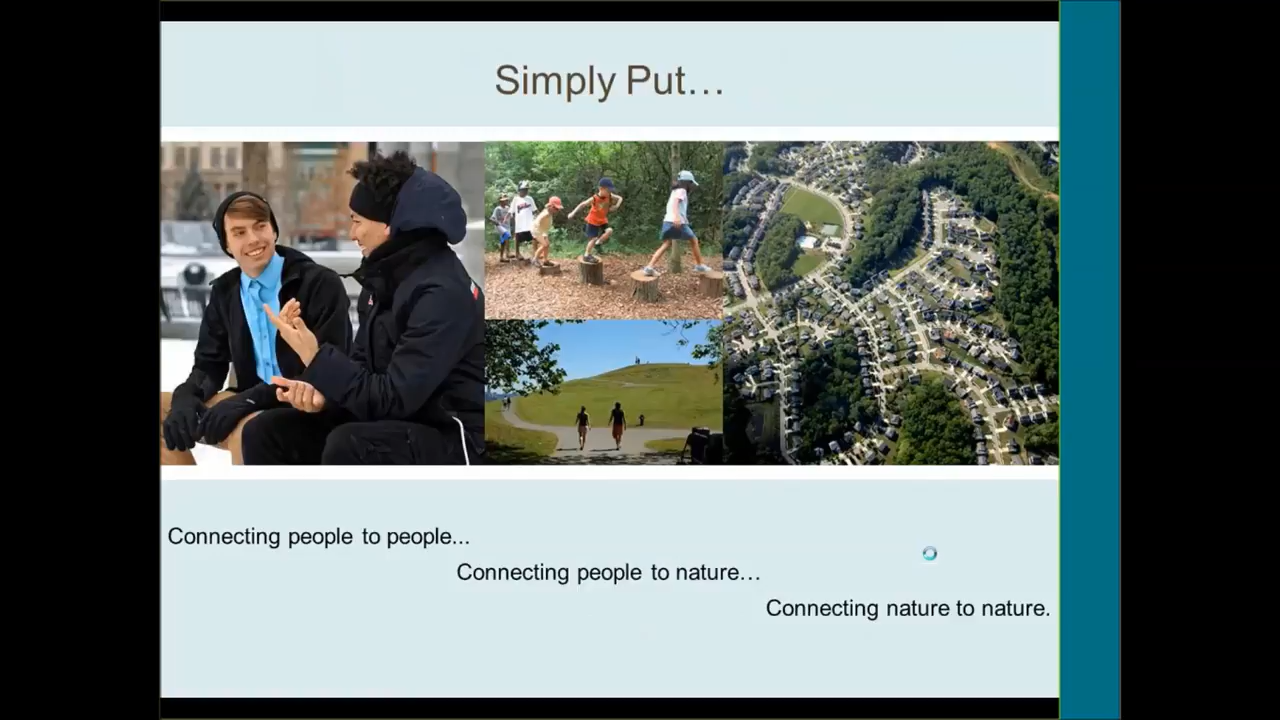 Simply Put…
Connecting people to people...
Connecting people to nature…
Connecting nature to nature.